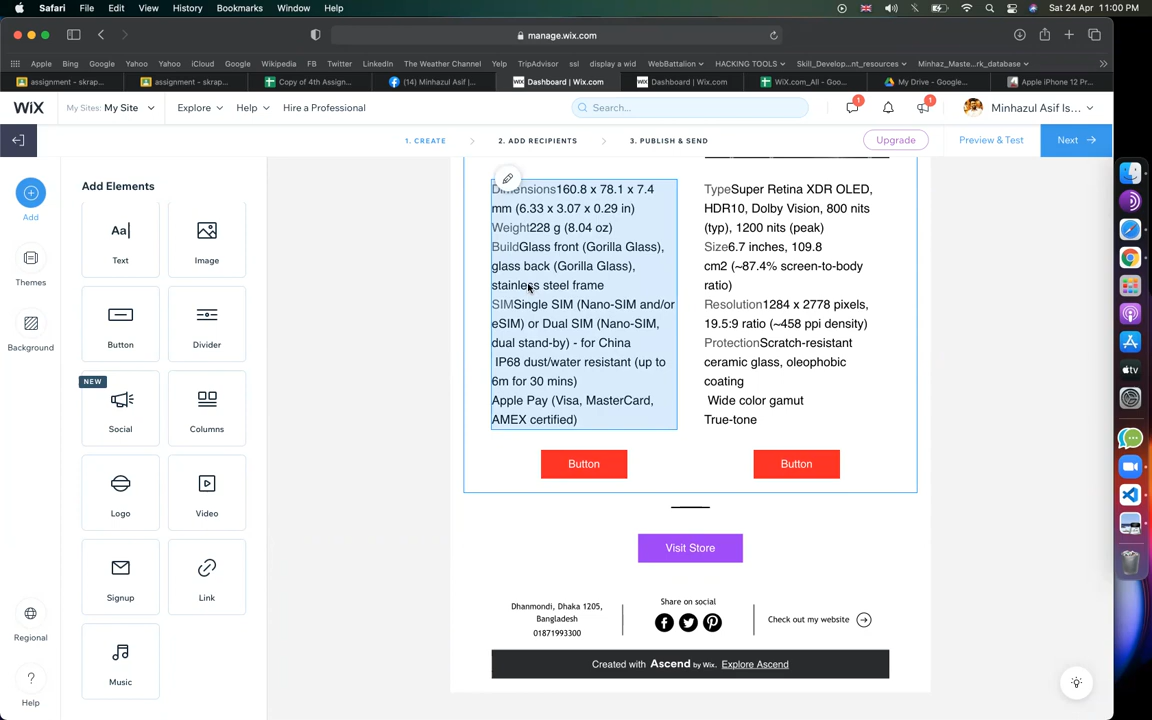 Safari File Edit View History Bookmarks Window Help Sat 24 Apr 11:00 PM
manage.wix.com
Apple Bing Google Yahoo Yahoo iCloud Google Wikipedia FB Twitter LinkedIn The Weather Channel Yelp TripAdvisor ssl display a wid WebBattalion HACKING TOOLS Skill_Develop...nt_resources Minhaz_Maste...rk_database
assignment - skrap... assignment - skrap... Copy of 4th Assign... (14) Minhazul Asif I... Dashboard | Wix.com Dashboard | Wix.com WiX.com_All - Goo... My Drive - Google... Apple iPhone 12 Pr...
WiX My Sites: My Site Explore Help Hire a Professional Search... 1 1 Minhazul Asif Is...
1. CREATE 2. ADD RECIPIENTS 3. PUBLISH & SEND Upgrade Preview & Test Next
Add
Themes
Background
Regional
Help
Add Elements
Aa
Text Image
Button Divider
NEW
Social Columns
Logo Video
Signup Link
Music
Dimensions160.8 x 78.1 x 7.4
mm (6.33 x 3.07 x 0.29 in)
Weight228 g (8.04 oz)
BuildGlass front (Gorilla Glass),
glass back (Gorilla Glass),
stainless steel frame
SIMSingle SIM (Nano-SIM and/or
eSIM) or Dual SIM (Nano-SIM,
dual stand-by) - for China
IP68 dust/water resistant (up to
6m for 30 mins)
Apple Pay (Visa, MasterCard,
AMEX certified)
Button
TypeSuper Retina XDR OLED,
HDR10, Dolby Vision, 800 nits
(typ), 1200 nits (peak)
Size6.7 inches, 109.8
cm2 (~87.4% screen-to-body
ratio)
Resolution1284 x 2778 pixels,
19.5:9 ratio (~458 ppi density)
ProtectionScratch-resistant
ceramic glass, oleophobic
coating
Wide color gamut
True-tone
Button
Visit Store
Dhanmondi, Dhaka 1205,
Bangladesh
01871993300
Share on social
Check out my website
Created with Ascend by Wix. Explore Ascend
tv